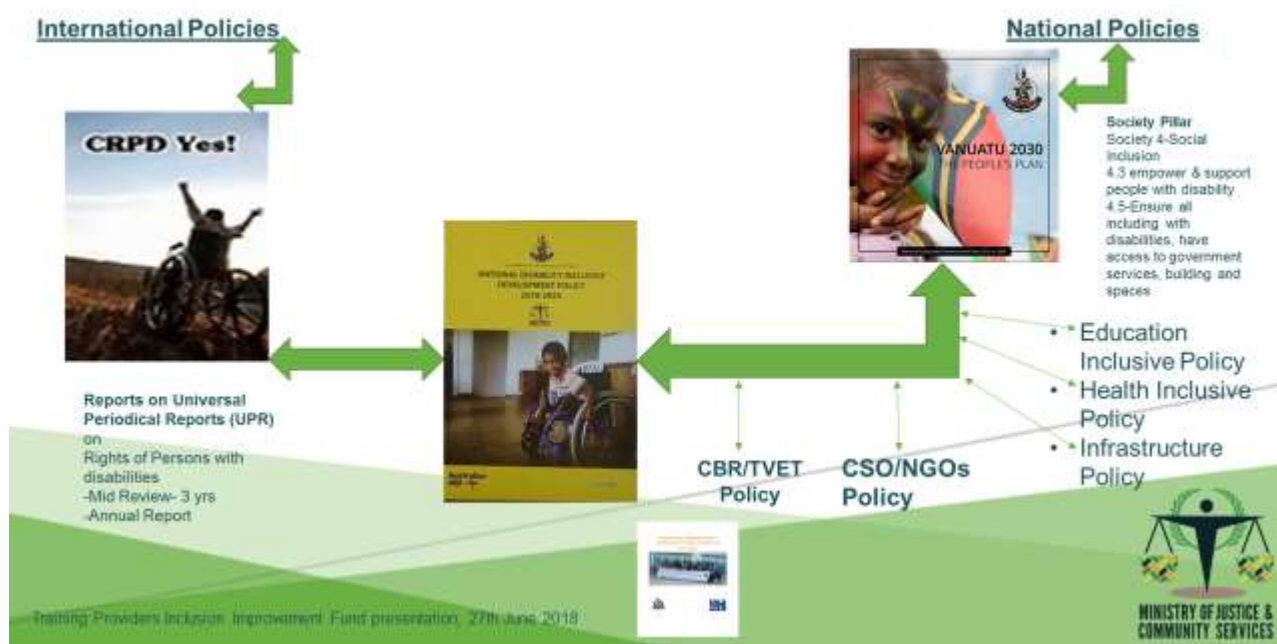 International Policies
National Policies
CRPD Yes!
VANUATU 2030
THE PEOPLE'S PLAN
Society Pillar
Society 4-Social
Inclusion
4.3 empower & support
people with disability
4.5-Ensure all
including with
disabilities, have
access to government
services, building and
spaces
NATIONAL DISABILITY INCLUSIVE
DEVELOPMENT POLICY
• Education
Inclusive Policy
• Health Inclusive
Policy
• Infrastructure
Policy
Reports on Universal
Periodical Reports (UPR)
on
Rights of Persons with
disabilities
-Mid Review- 3 yrs
-Annual Report
CBR/TVET
Policy
CSO/NGOs
Policy
Australian
Training Providers Inclusion Improvement Fund presentation, 27th June 2018
MINISTRY OF JUSTICE &
COMMUNITY SERVICES